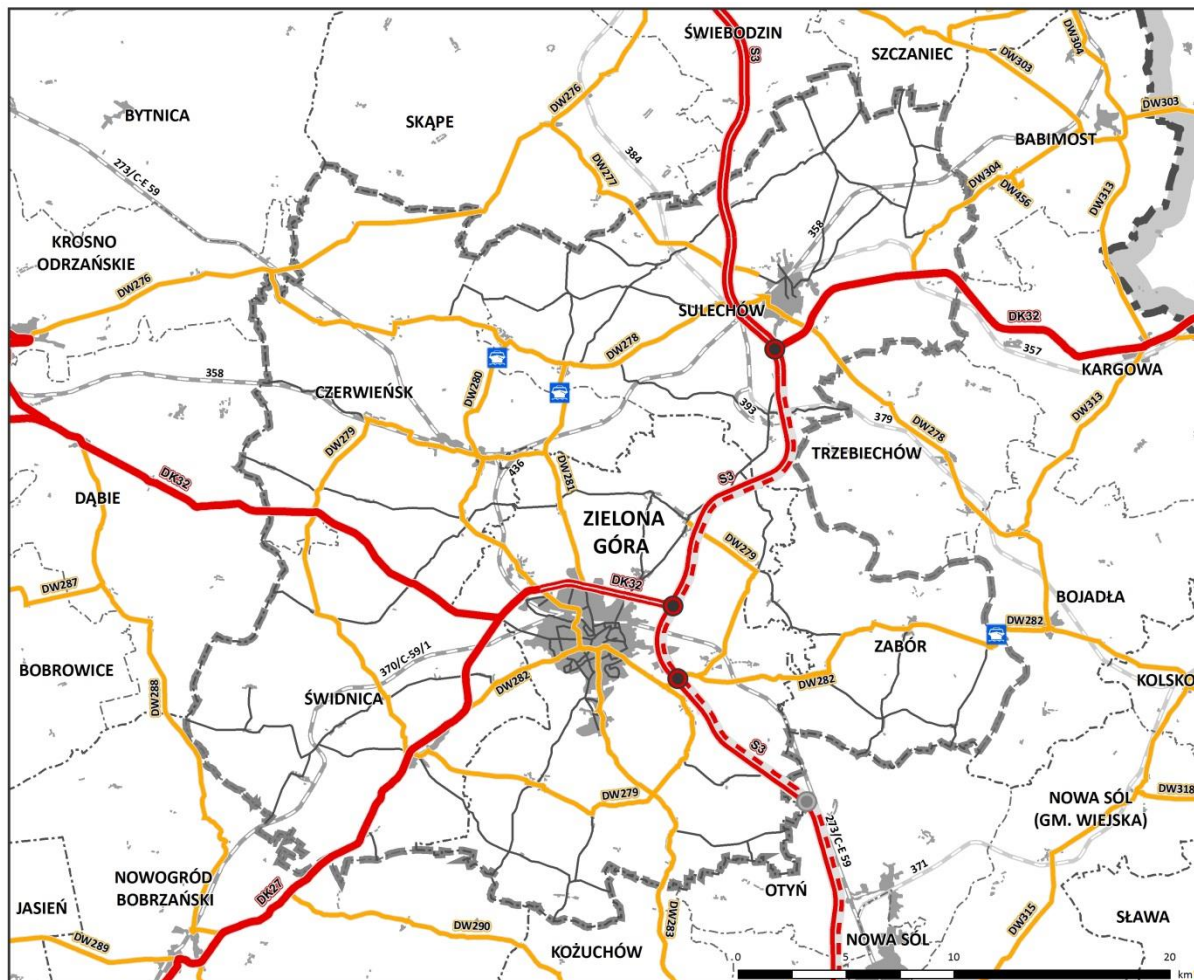 ŚWIEBODZIN
S3
SZCZANIEC
DW304
DW303
DW276
DW303
BYTNICA
SKĄPE
BABIMOST
273/C-E 59
384
DW277
DW304
DW456
DW313
358
KROSNO
ODRZAŃSKIE
DW276
SULECHÓW
DK32
357
KARGOWA
DW278
358
CZERWIEŃSK
DW280
393
379
DW313
DW278
DW279
TRZEBIECHÓW
436
DW281
S3
DK32
DĄBIE
ZIELONA
GÓRA
DW279
DW287
DK32
BOJADŁA
DW282
370/C-59/1
ZABÓR
BOBROWICE
DW288
ŚWIDNICA
DW282
DW282
KOLSKO
S3
DW279
NOWA SÓL
(GM. WIEJSKA)
DW318
273/C-E 59
371
NOWOGRÓD
BOBRZAŃSKI
DK27
OTYŃ
JASIEŃ
DW290
DW283
DW315
SŁAWA
DW289
KOŻUCHÓW
NOWA SÓL
0 5 10 20
km